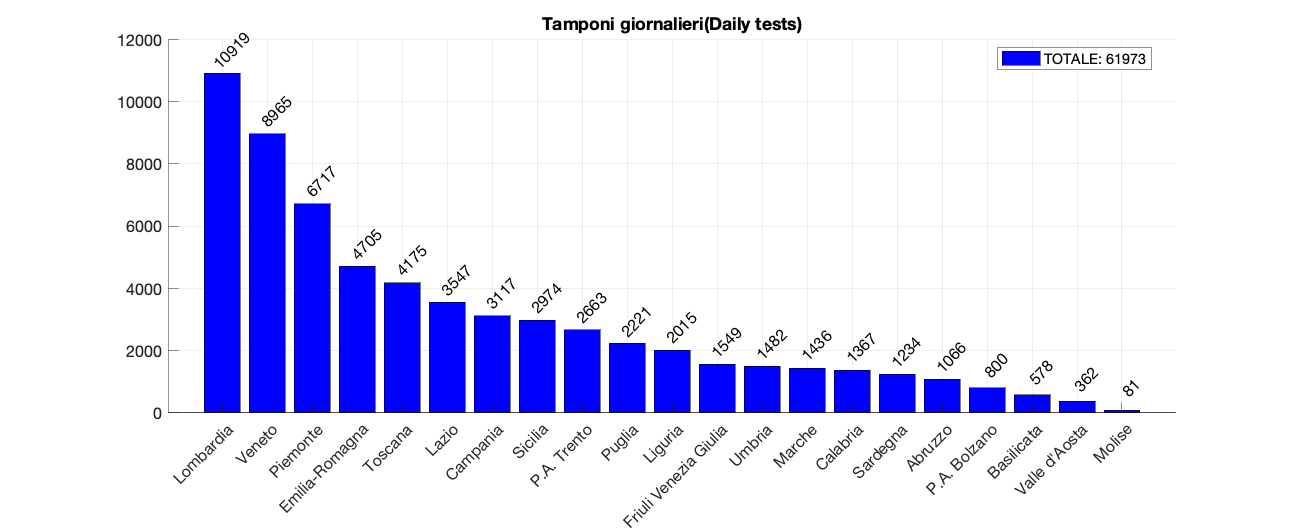 Tamponi giornalieri(Daily tests)
TOTALE: 61973
12000
10000
8000
6000
4000
2000
0
10919
8965
6717
4705
4175
3547
3117
2974
2663
2221
2015
1549
1482
1436
1367
1234
1066
800
578
362
81
Lombardia
Veneto
Piemonte
Emilia-Romagna
Toscana
Lazio
Campania
Sicilia
P.A. Trento
Puglia
Liguria
Friuli Venezia Giulia
Umbria
Marche
Calabria
Sardegna
Abruzzo
P.A. Bolzano
Basilicata
Valle d'Aosta
Molise